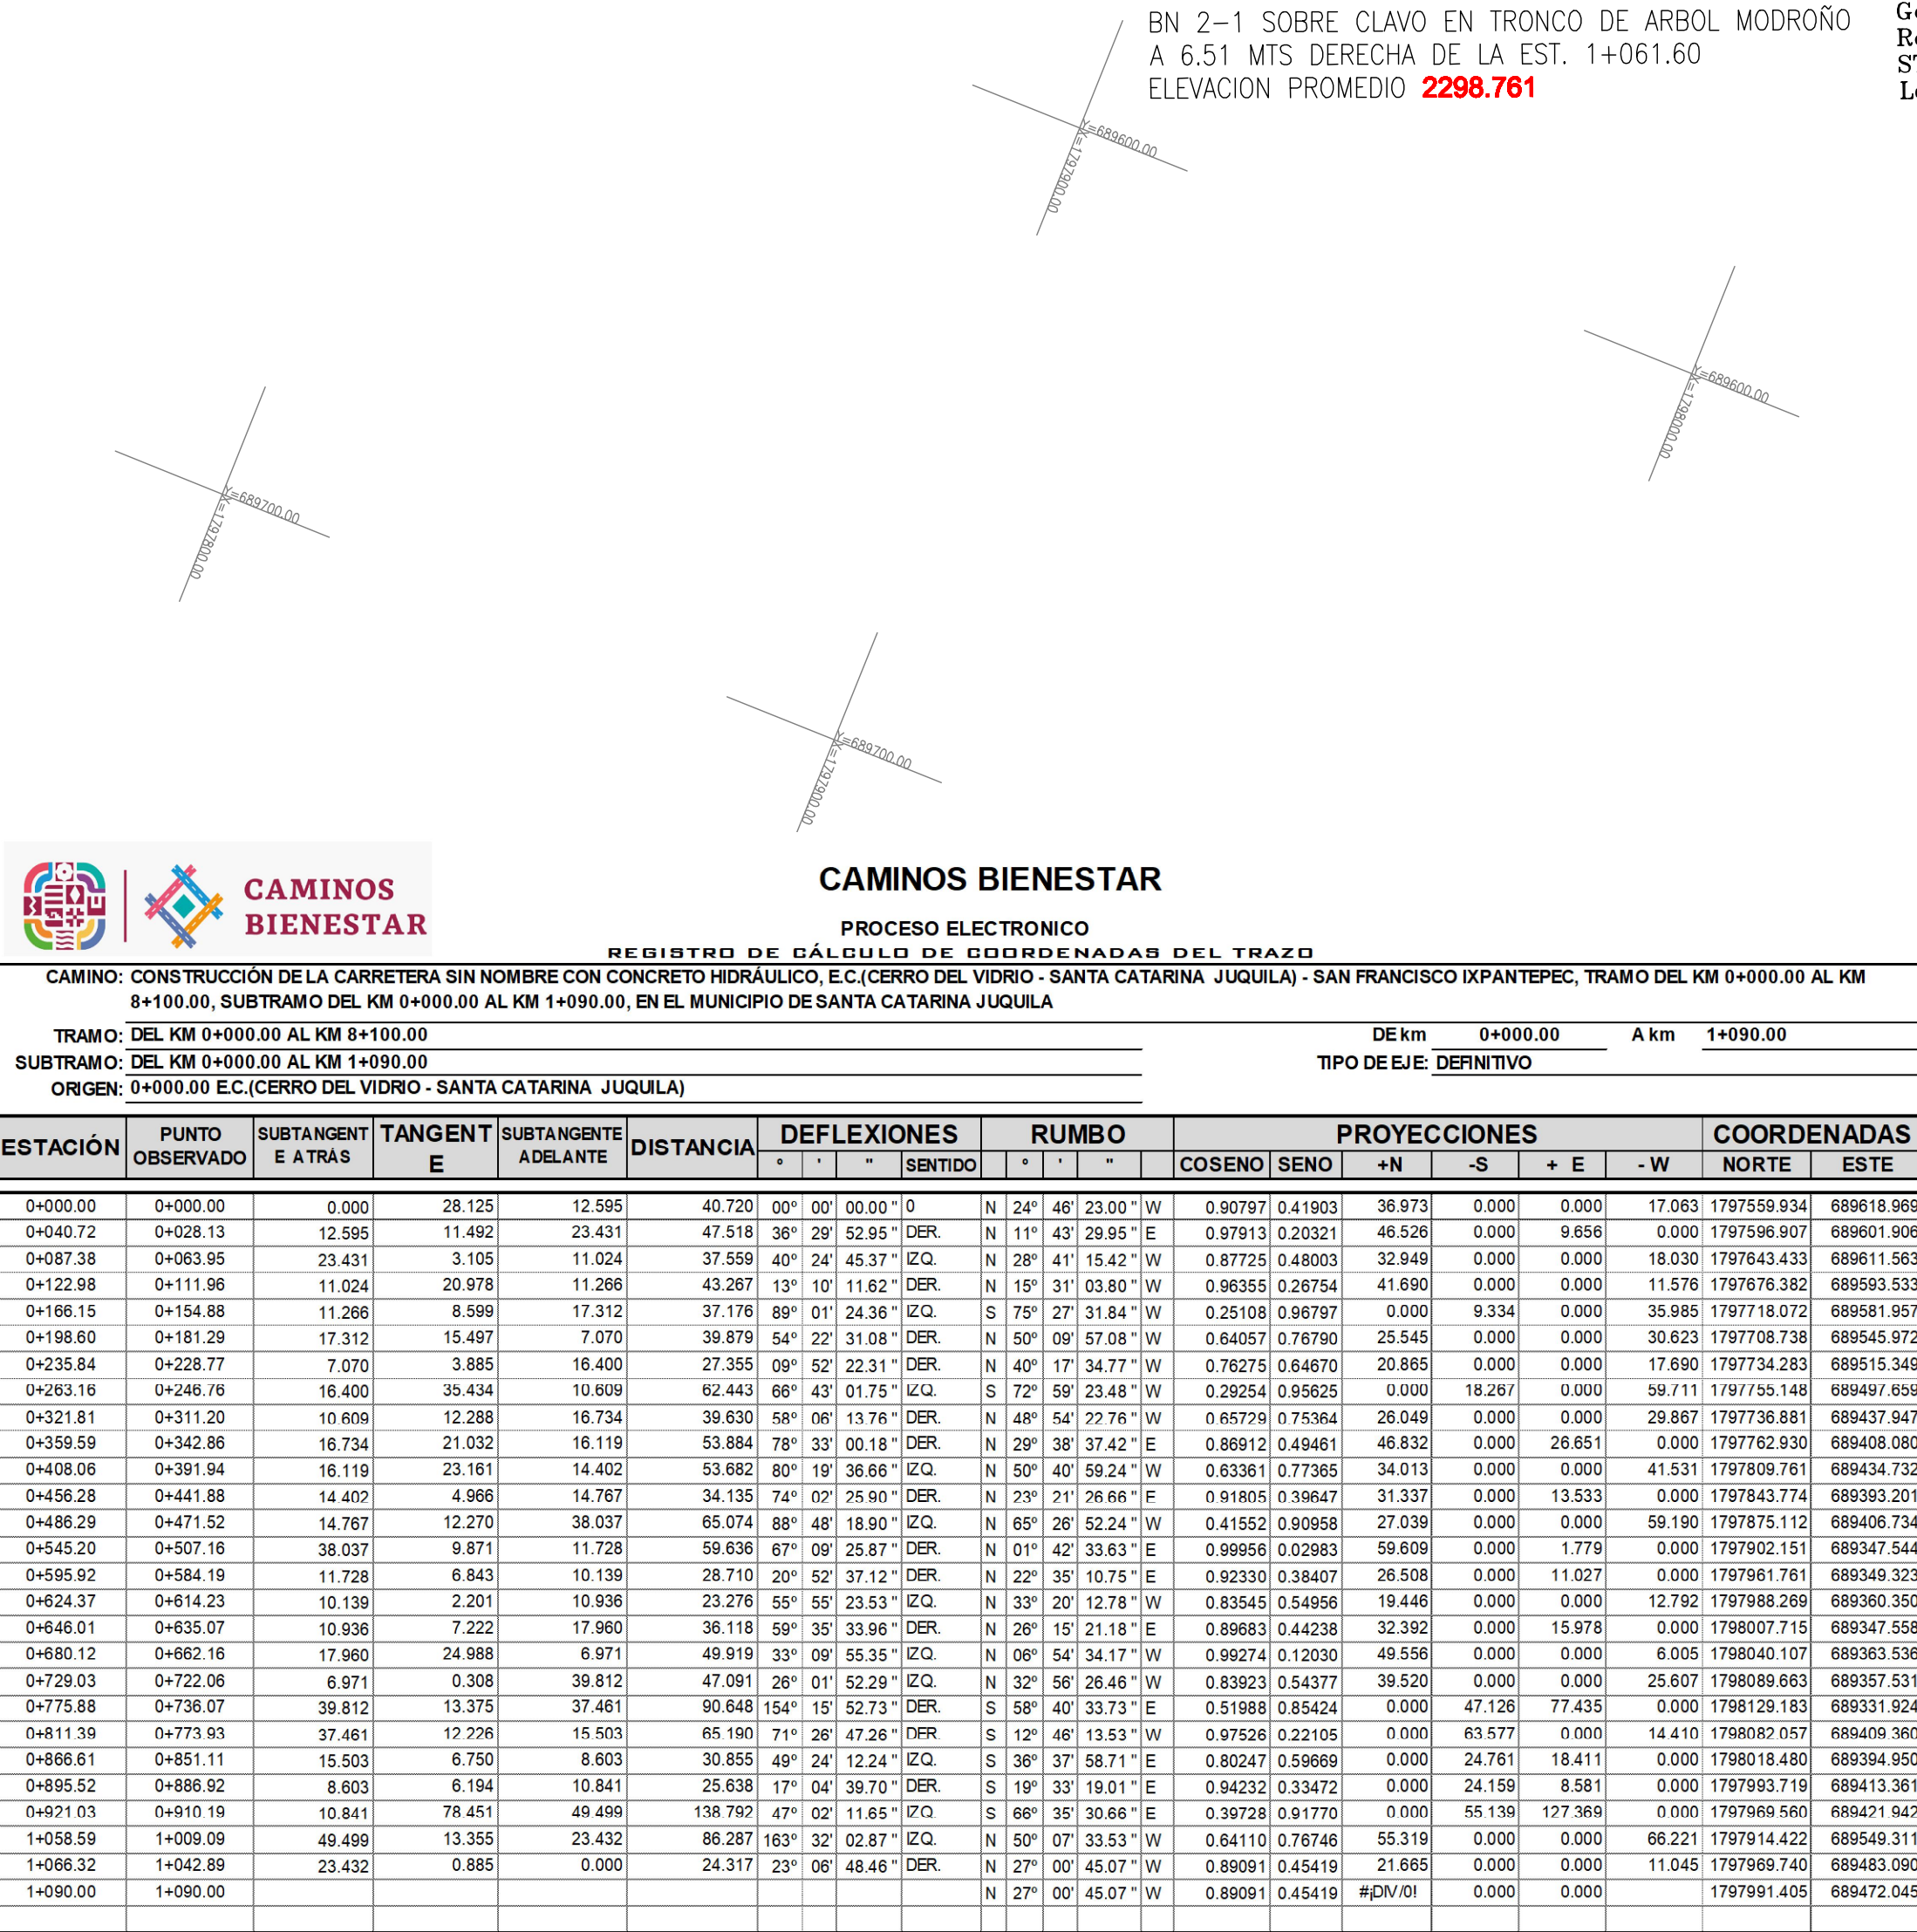 BN 2-1 SOBRE CLAVO EN TRONCO DE ARBOL MODROÑO
A 6.51 MTS DERECHA DE LA EST. 1+061.60
ELEVACION PROMEDIO 2298.761
Y=689600.00
X=1797900.00
Y=689600.00
X=1798000.00
Y=689700.00
X=1797800.00
Y=689700.00
X=1797900.00
CAMINOS
BIENESTAR
CAMINOS BIENESTAR
PROCESO ELECTRONICO
REGISTRO DE CÁLCULO DE COORDENADAS DEL TRAZO
CAMINO: CONSTRUCCIÓN DE LA CARRETERA SIN NOMBRE CON CONCRETO HIDRÁULICO, E.C.(CERRO DEL VIDRIO - SANTA CATARINA JUQUILA) - SAN FRANCISCO IXPANTEPEC, TRAMO DEL KM 0+000.00 AL KM
8+100.00, SUBTRAMO DEL KM 0+000.00 AL KM 1+090.00, EN EL MUNICIPIO DE SANTA CATARINA JUQUILA
TRAMO: DEL KM 0+000.00 AL KM 8+100.00 DE km 0+000.00 A km 1+090.00
SUBTRAMO: DEL KM 0+000.00 AL KM 1+090.00 TIPO DE EJE: DEFINITIVO
ORIGEN: 0+000.00 E.C.(CERRO DEL VIDRIO - SANTA CATARINA JUQUILA)
ESTACIÓN PUNTO OBSERVADO SUBTANGENTE ATRÁS TANGENTE SUBTANGENTE ADELANTE DISTANCIA DEFLEXIONES RUMBO PROYECCIONES COORDENADAS
° ' " SENTIDO ° ' " COSENO SENO +N -S + E - W NORTE ESTE
0+000.00 0+000.00 0.000 28.125 12.595 40.720 00º 00' 00.00 " 0 N 24º 46' 23.00 " W 0.90797 0.41903 36.973 0.000 0.000 17.063 1797559.934 689618.969
0+040.72 0+028.13 12.595 11.492 23.431 47.518 36º 29' 52.95 " DER. N 11º 43' 29.95 " E 0.97913 0.20321 46.526 0.000 9.656 0.000 1797596.907 689601.906
0+087.38 0+063.95 23.431 3.105 11.024 37.559 40º 24' 45.37 " IZQ. N 28º 41' 15.42 " W 0.87725 0.48003 32.949 0.000 0.000 18.030 1797643.433 689611.563
0+122.98 0+111.96 11.024 20.978 11.266 43.267 13º 10' 11.62 " DER. N 15º 31' 03.80 " W 0.96355 0.26754 41.690 0.000 0.000 11.576 1797676.382 689593.533
0+166.15 0+154.88 11.266 8.599 17.312 37.176 89º 01' 24.36 " IZQ. S 75º 27' 31.84 " W 0.25108 0.96797 0.000 9.334 0.000 35.985 1797718.072 689581.957
0+198.60 0+181.29 17.312 15.497 7.070 39.879 54º 22' 31.08 " DER. N 50º 09' 57.08 " W 0.64057 0.76790 25.545 0.000 0.000 30.623 1797708.738 689545.972
0+235.84 0+228.77 7.070 3.885 16.400 27.355 09º 52' 22.31 " DER. N 40º 17' 34.77 " W 0.76275 0.64670 20.865 0.000 0.000 17.690 1797734.283 689515.349
0+263.16 0+246.76 16.400 35.434 10.609 62.443 66º 43' 01.75 " IZQ. S 72º 59' 23.48 " W 0.29254 0.95625 0.000 18.267 0.000 59.711 1797755.148 689497.659
0+321.81 0+311.20 10.609 12.288 16.734 39.630 58º 06' 13.76 " DER. N 48º 54' 22.76 " W 0.65729 0.75364 26.049 0.000 0.000 29.867 1797736.881 689437.947
0+359.59 0+342.86 16.734 21.032 16.119 53.884 78º 33' 00.18 " DER. N 29º 38' 37.42 " E 0.86912 0.49461 46.832 0.000 26.651 0.000 1797762.930 689408.080
0+408.06 0+391.94 16.119 23.161 14.402 53.682 80º 19' 36.66 " IZQ. N 50º 40' 59.24 " W 0.63361 0.77365 34.013 0.000 0.000 41.531 1797809.761 689434.732
0+456.28 0+441.88 14.402 4.966 14.767 34.135 74º 02' 25.90 " DER. N 23º 21' 26.66 " E 0.91805 0.39647 31.337 0.000 13.533 0.000 1797843.774 689393.201
0+486.29 0+471.52 14.767 12.270 38.037 65.074 88º 48' 18.90 " IZQ. N 65º 26' 52.24 " W 0.41552 0.90958 27.039 0.000 0.000 59.190 1797875.112 689406.734
0+545.20 0+507.16 38.037 9.871 11.728 59.636 67º 09' 25.87 " DER. N 01º 42' 33.63 " E 0.99956 0.02983 59.609 0.000 1.779 0.000 1797902.151 689347.544
0+595.92 0+584.19 11.728 6.843 10.139 28.710 20º 52' 37.12 " DER. N 22º 35' 10.75 " E 0.92330 0.38407 26.508 0.000 11.027 0.000 1797961.761 689349.323
0+624.37 0+614.23 10.139 2.201 10.936 23.276 55º 55' 23.53 " IZQ. N 33º 20' 12.78 " W 0.83545 0.54956 19.446 0.000 0.000 12.792 1797988.269 689360.350
0+646.01 0+635.07 10.936 7.222 17.960 36.118 59º 35' 33.96 " DER. N 26º 15' 21.18 " E 0.89683 0.44238 32.392 0.000 15.978 0.000 1798007.715 689347.558
0+680.12 0+662.16 17.960 24.988 6.971 49.919 33º 09' 55.35 " IZQ. N 06º 54' 34.17 " W 0.99274 0.12030 49.556 0.000 0.000 6.005 1798040.107 689363.536
0+729.03 0+722.06 6.971 0.308 39.812 47.091 26º 01' 52.29 " IZQ. N 32º 56' 26.46 " W 0.83923 0.54377 39.520 0.000 0.000 25.607 1798089.663 689357.531
0+775.88 0+736.07 39.812 13.375 37.461 90.648 154º 15' 52.73 " DER. S 58º 40' 33.73 " E 0.51988 0.85424 0.000 47.126 77.435 0.000 1798129.183 689331.924
0+811.39 0+773.93 37.461 12.226 15.503 65.190 71º 26' 47.26 " DER. S 12º 46' 13.53 " W 0.97526 0.22105 0.000 63.577 0.000 14.410 1798082.057 689409.360
0+866.61 0+851.11 15.503 6.750 8.603 30.855 49º 24' 12.24 " IZQ. S 36º 37' 58.71 " E 0.80247 0.59669 0.000 24.761 18.411 0.000 1798018.480 689394.950
0+895.52 0+886.92 8.603 6.194 10.841 25.638 17º 04' 39.70 " DER. S 19º 33' 19.01 " E 0.94232 0.33472 0.000 24.159 8.581 0.000 1797993.719 689413.361
0+921.03 0+910.19 10.841 78.451 49.499 138.792 47º 02' 11.65 " IZQ. S 66º 35' 30.66 " E 0.39728 0.91770 0.000 55.139 127.369 0.000 1797969.560 689421.942
1+058.59 1+009.09 49.499 13.355 23.432 86.287 163º 32' 02.87 " IZQ. N 50º 07' 33.53 " W 0.64110 0.76746 55.319 0.000 0.000 66.221 1797914.422 689549.311
1+066.32 1+042.89 23.432 0.885 0.000 24.317 23º 06' 48.46 " DER. N 27º 00' 45.07 " W 0.89091 0.45419 21.665 0.000 0.000 11.045 1797969.740 689483.090
1+090.00 1+090.00 N 27º 00' 45.07 " W 0.89091 0.45419 #¡DIV/0! 0.000 0.000 1797991.405 689472.045